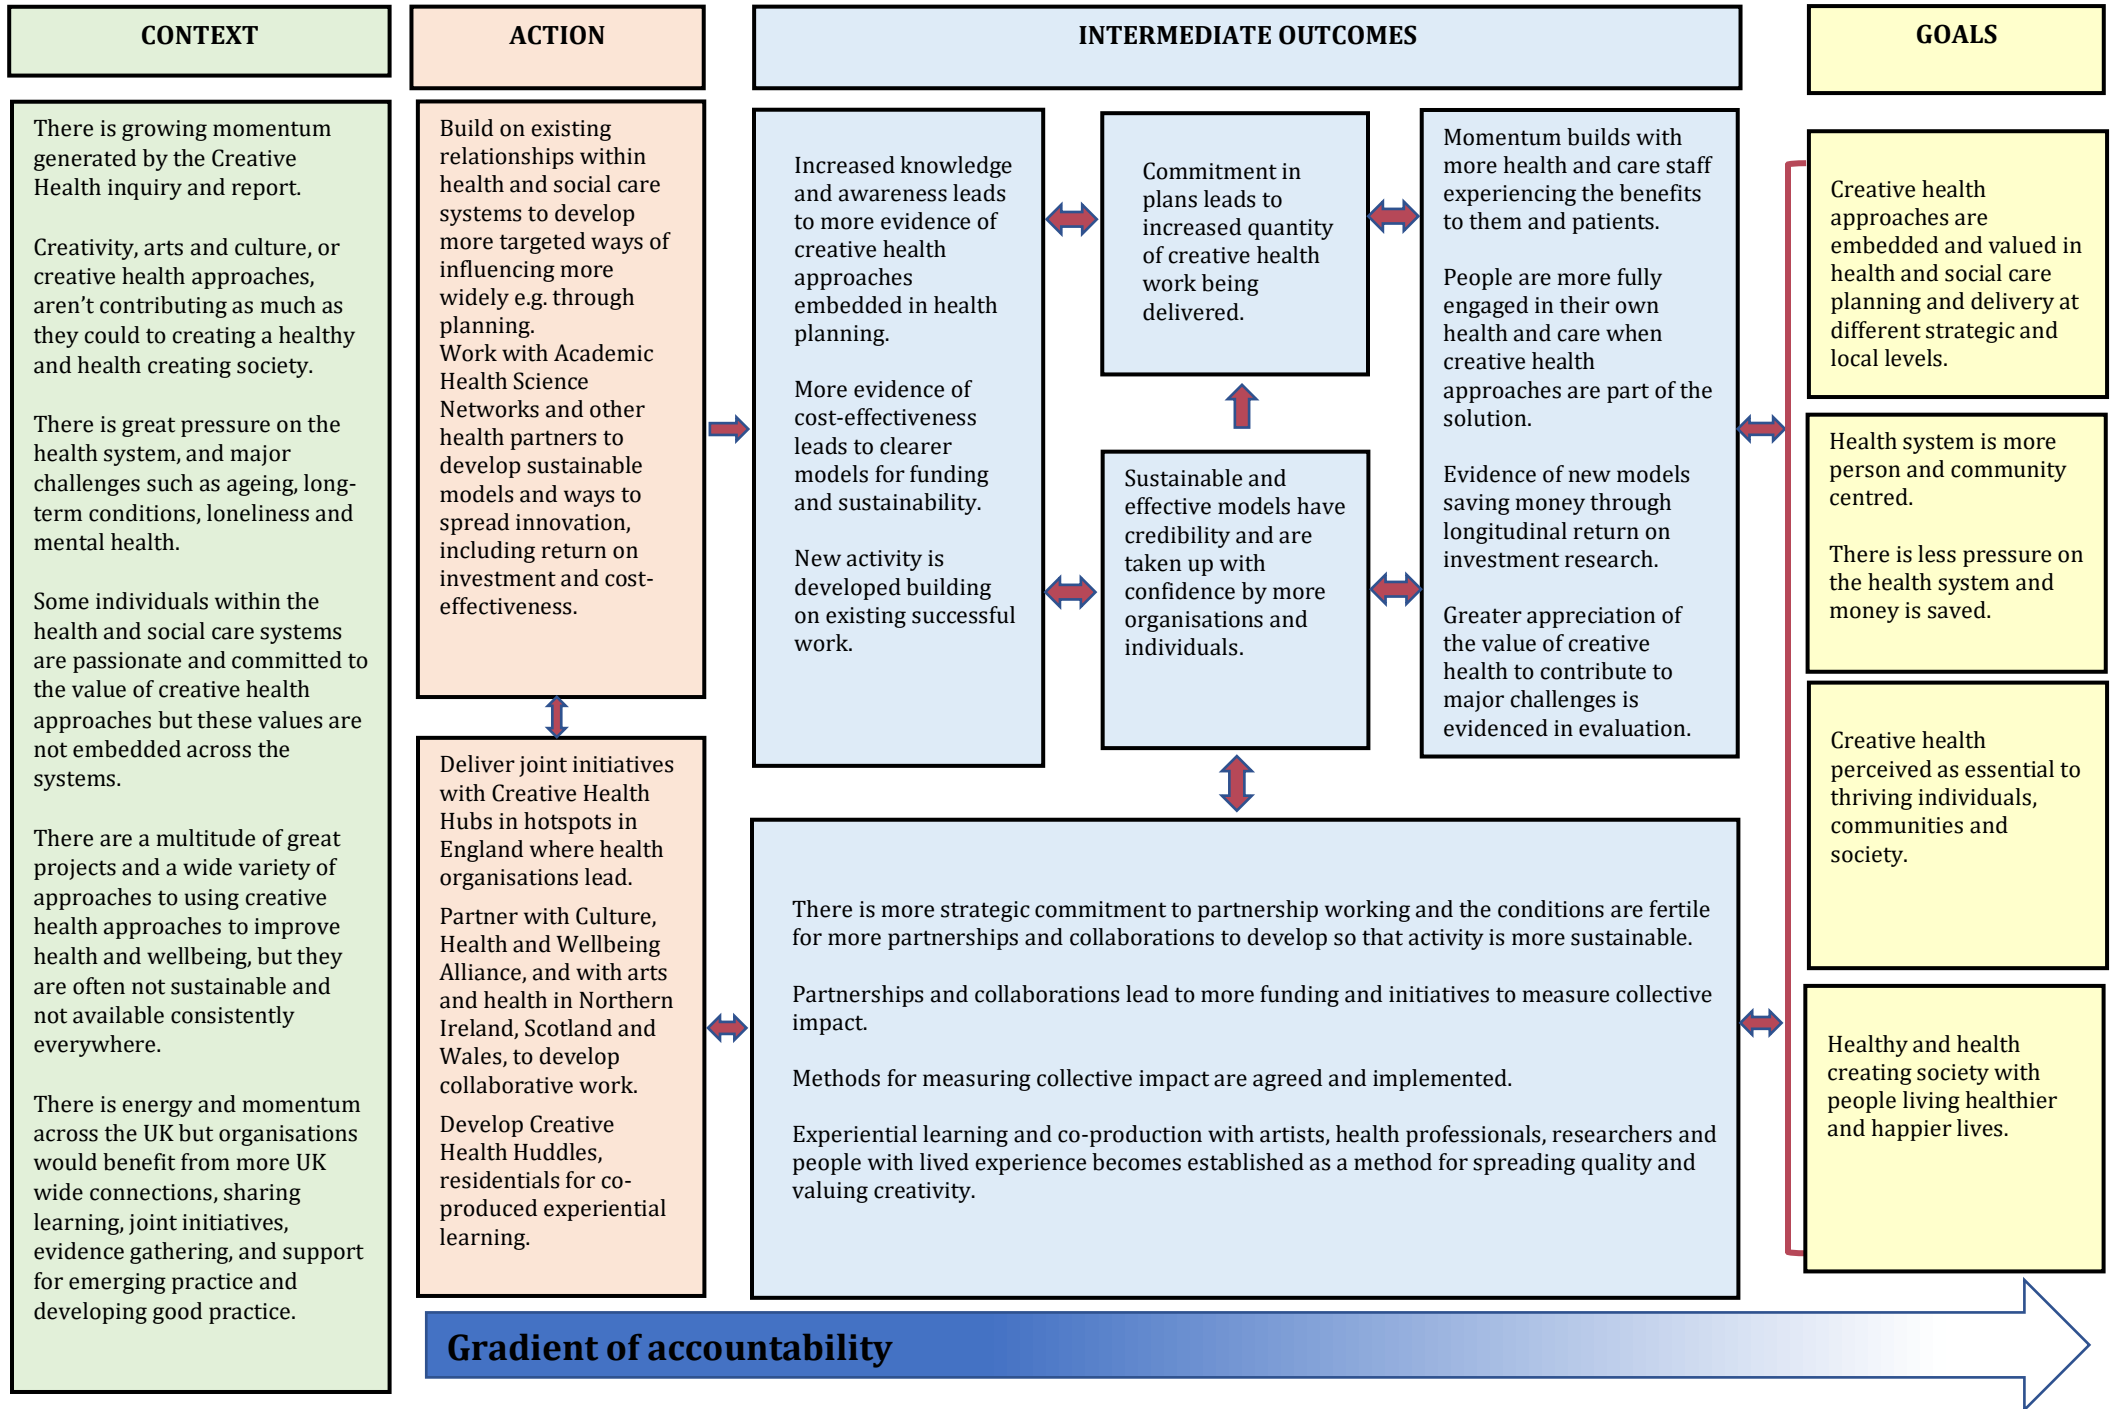 CONTEXT
ACTION
INTERMEDIATE OUTCOMES
GOALS
There is growing momentum
generated by the Creative
Health inquiry and report.
Creativity, arts and culture, or
creative health approaches,
aren’t contributing as much as
they could to creating a healthy
and health creating society.
There is great pressure on the
health system, and major
challenges such as ageing, long-
term conditions, loneliness and
mental health.
Some individuals within the
health and social care systems
are passionate and committed to
the value of creative health
approaches but these values are
not embedded across the
systems.
There are a multitude of great
projects and a wide variety of
approaches to using creative
health approaches to improve
health and wellbeing, but they
are often not sustainable and
not available consistently
everywhere.
There is energy and momentum
across the UK but organisations
would benefit from more UK
wide connections, sharing
learning, joint initiatives,
evidence gathering, and support
for emerging practice and
developing good practice.
Build on existing
relationships within
health and social care
systems to develop
more targeted ways of
influencing more
widely e.g. through
planning.
Work with Academic
Health Science
Networks and other
health partners to
develop sustainable
models and ways to
spread innovation,
including return on
investment and cost-
effectiveness.
Deliver joint initiatives
with Creative Health
Hubs in hotspots in
England where health
organisations lead.
Partner with Culture,
Health and Wellbeing
Alliance, and with arts
and health in Northern
Ireland, Scotland and
Wales, to develop
collaborative work.
Develop Creative
Health Huddles,
residentials for co-
produced experiential
learning.
Increased knowledge
and awareness leads
to more evidence of
creative health
approaches
embedded in health
planning.
More evidence of
cost-effectiveness
leads to clearer
models for funding
and sustainability.
New activity is
developed building
on existing successful
work.
Commitment in
plans leads to
increased quantity
of creative health
work being
delivered.
Sustainable and
effective models have
credibility and are
taken up with
confidence by more
organisations and
individuals.
Momentum builds with
more health and care staff
experiencing the benefits
to them and patients.
People are more fully
engaged in their own
health and care when
creative health
approaches are part of the
solution.
Evidence of new models
saving money through
longitudinal return on
investment research.
Greater appreciation of
the value of creative
health to contribute to
major challenges is
evidenced in evaluation.
There is more strategic commitment to partnership working and the conditions are fertile
for more partnerships and collaborations to develop so that activity is more sustainable.
Partnerships and collaborations lead to more funding and initiatives to measure collective
impact.
Methods for measuring collective impact are agreed and implemented.
Experiential learning and co-production with artists, health professionals, researchers and
people with lived experience becomes established as a method for spreading quality and
valuing creativity.
Creative health
approaches are
embedded and valued in
health and social care
planning and delivery at
different strategic and
local levels.
Health system is more
person and community
centred.
There is less pressure on
the health system and
money is saved.
Creative health
perceived as essential to
thriving individuals,
communities and
society.
Healthy and health
creating society with
people living healthier
and happier lives.
Gradient of accountability